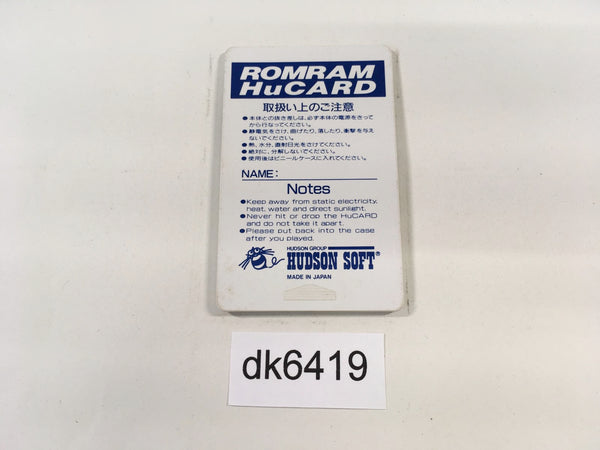 ROMRAM
HuCARD
取扱い上のご注意
●本体との抜き差しは、必ず本体の電源をきって
から行なってください。
●静電気をさけ、曲げたり、落したり、衝撃を与え
ないでください。
●熱、水分、直射日光をさけてください。
●絶対に、分解しないでください。
●使用後はビニールケースに入れてください。
NAME:
Notes
●Keep away from static electricity,
heat, water and direct sunlight.
●Never hit or drop the HuCARD
and do not take it apart.
●Please put back into the case
after you played.
HUDSON GROUP
HUDSON SOFT®
MADE IN JAPAN
dk6419